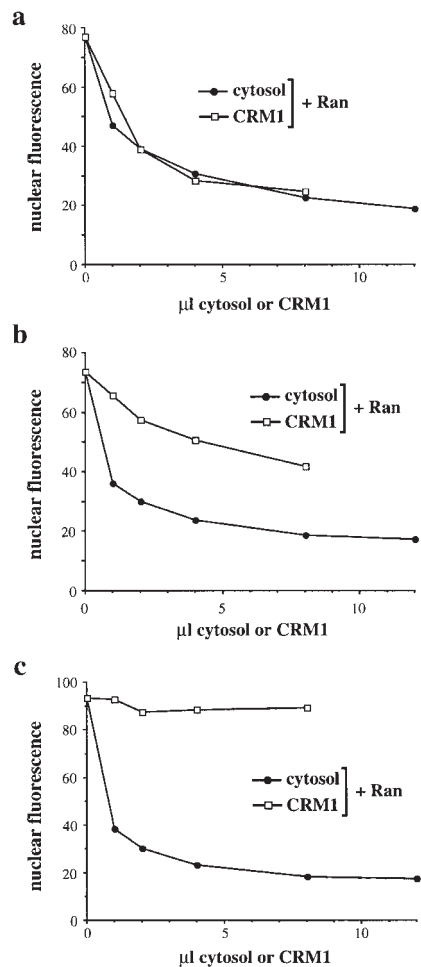 a
80
60
40
20
0
nuclear fluorescence
cytosol
CRM1
+ Ran
0 5 10
µl cytosol or CRM1
b
80
60
40
20
0
nuclear fluorescence
cytosol
CRM1
+ Ran
0 5 10
µl cytosol or CRM1
c
100
80
60
40
20
0
nuclear fluorescence
cytosol
CRM1
+ Ran
0 5 10
µl cytosol or CRM1